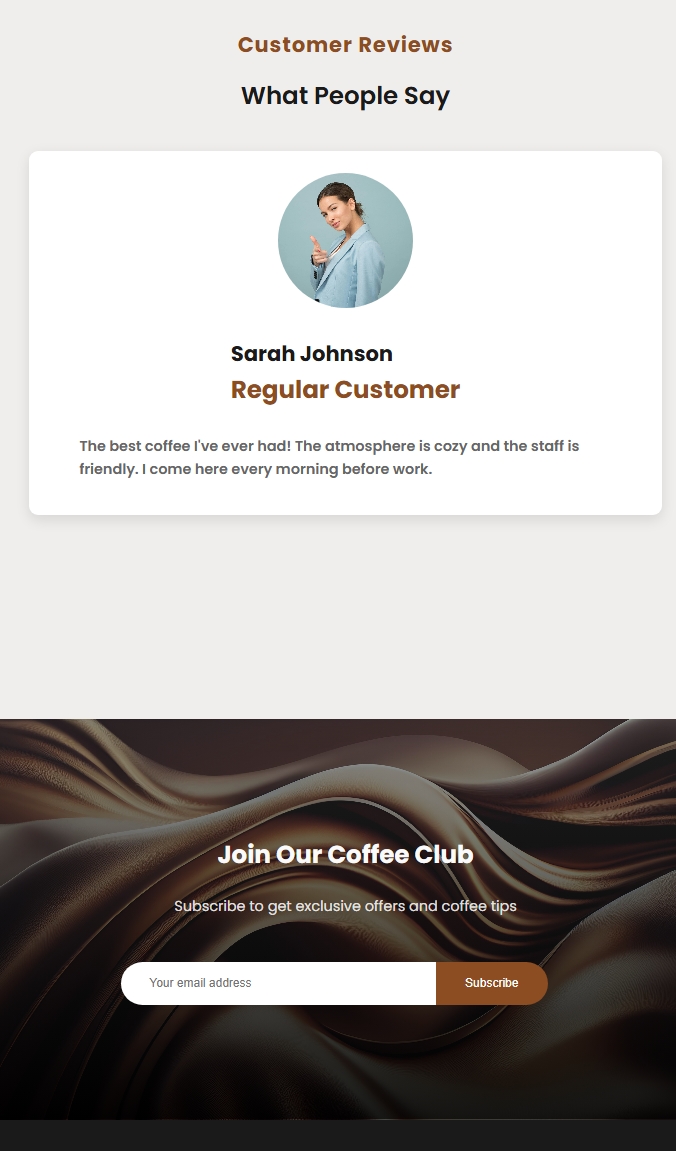 Customer Reviews
What People Say
Sarah Johnson
Regular Customer
The best coffee I've ever had! The atmosphere is cozy and the staff is
friendly. I come here every morning before work.
Join Our Coffee Club
Subscribe to get exclusive offers and coffee tips
Your email address
Subscribe